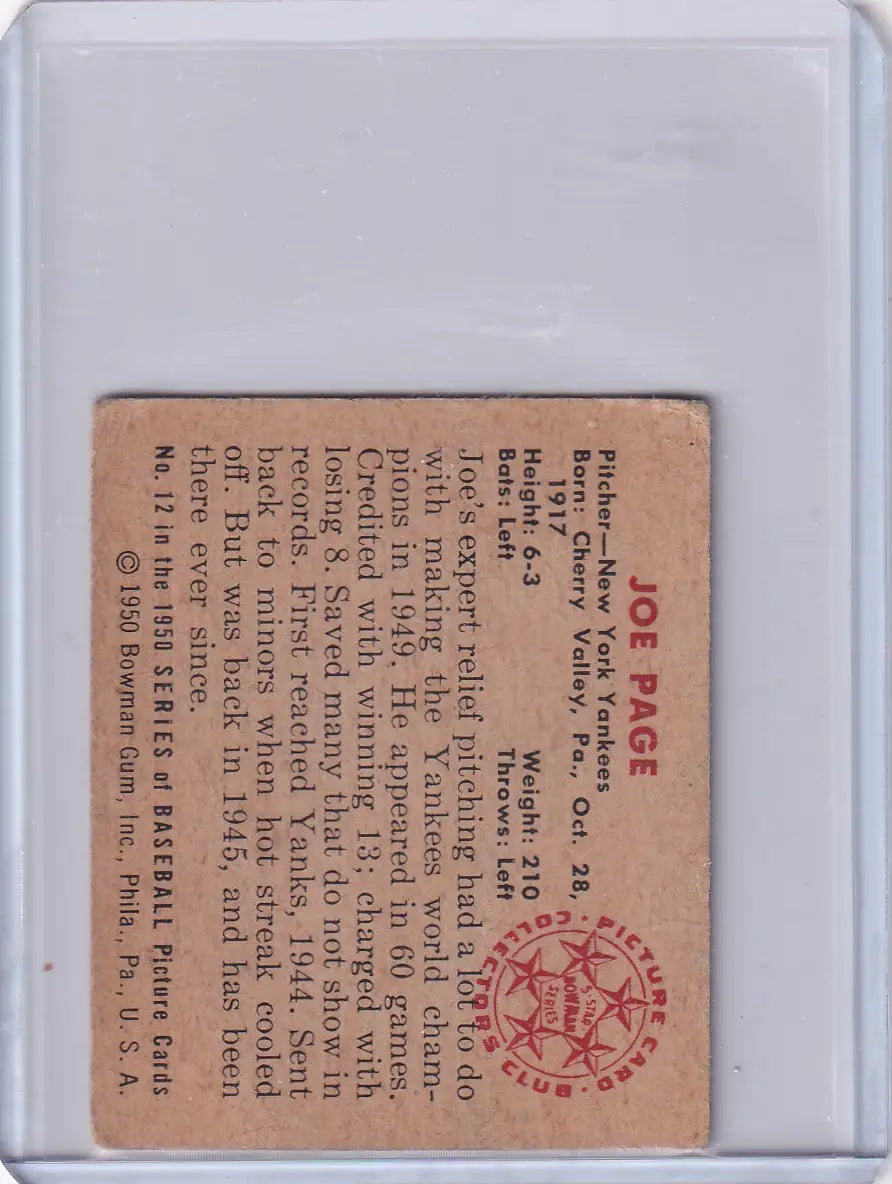 JOE PAGE
Pitcher—New York Yankees
Born: Cherry Valley, Pa., Oct. 28,
1917
Height: 6-3 Weight: 210
Bats: Left Throws: Left
Joe's expert relief pitching had a lot to do
with making the Yankees world cham-
pions in 1949. He appeared in 60 games.
Credited with winning 13; charged with
losing 8. Saved many that do not show in
records. First reached Yanks, 1944. Sent
back to minors when hot streak cooled
off. But was back in 1945, and has been
there ever since.
No. 12 in the 1950 SERIES of BASEBALL Picture Cards
©1950 Bowman Gum, Inc., Phila., Pa., U. S. A.
PICTURE CARD · COLLECTORS CLUB ·
5-STAR
BOWMAN
SERIES